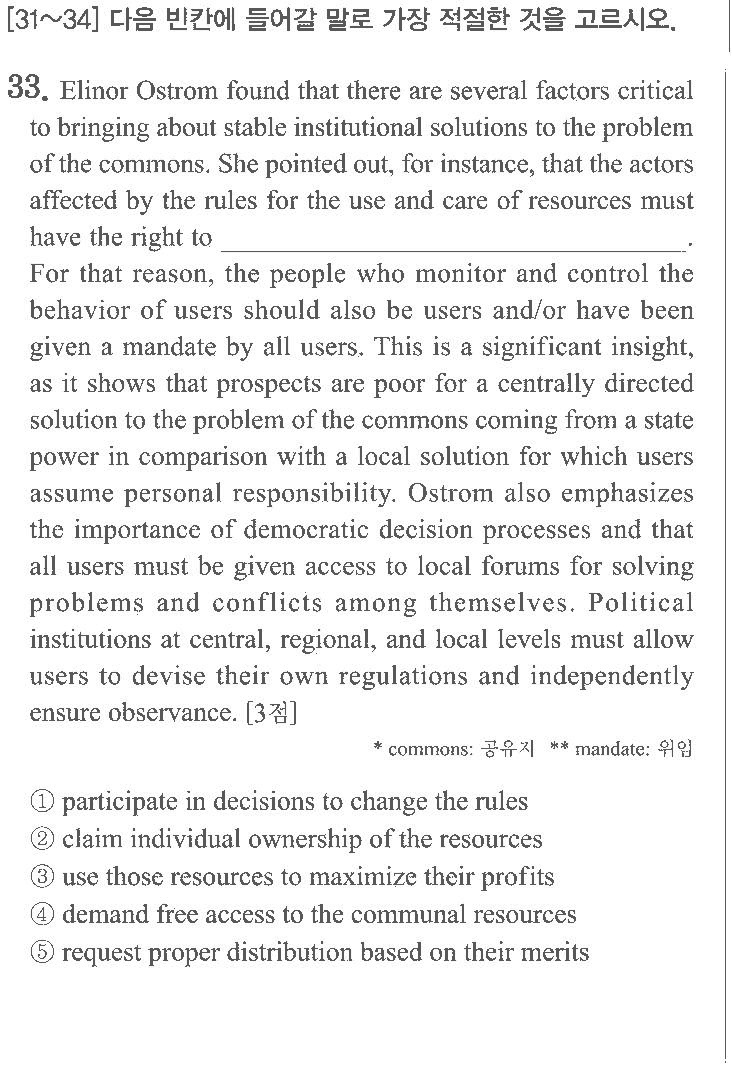 [31~34] 다음 빈칸에 들어갈 말로 가장 적절한 것을 고르시오.
33. Elinor Ostrom found that there are several factors critical
to bringing about stable institutional solutions to the problem
of the commons. She pointed out, for instance, that the actors
affected by the rules for the use and care of resources must
have the right to ________________________________.
For that reason, the people who monitor and control the
behavior of users should also be users and/or have been
given a mandate by all users. This is a significant insight,
as it shows that prospects are poor for a centrally directed
solution to the problem of the commons coming from a state
power in comparison with a local solution for which users
assume personal responsibility. Ostrom also emphasizes
the importance of democratic decision processes and that
all users must be given access to local forums for solving
problems and conflicts among themselves. Political
institutions at central, regional, and local levels must allow
users to devise their own regulations and independently
ensure observance. [3점]
* commons: 공유지 ** mandate: 위임
① participate in decisions to change the rules
② claim individual ownership of the resources
③ use those resources to maximize their profits
④ demand free access to the communal resources
⑤ request proper distribution based on their merits